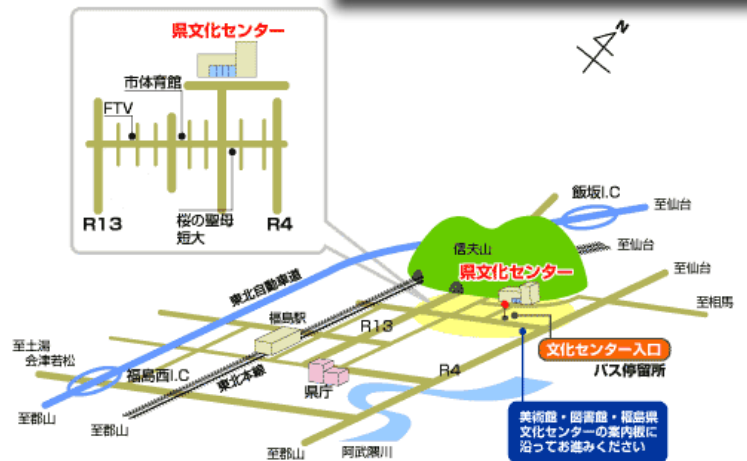 県文化センター
市体育館
FTV
R13
桜の聖母
短大
R4
N
飯坂I.C
至仙台
信夫山
至仙台
県文化センター
至仙台
東北自動車道
至相馬
福島駅
R13
文化センター入口
バス停留所
至土湯
会津若松
福島西I.C
東北本線
県庁
R4
至郡山
至郡山
至郡山
阿武隈川
美術館・図書館・福島県
文化センターの案内板に
沿ってお進みください